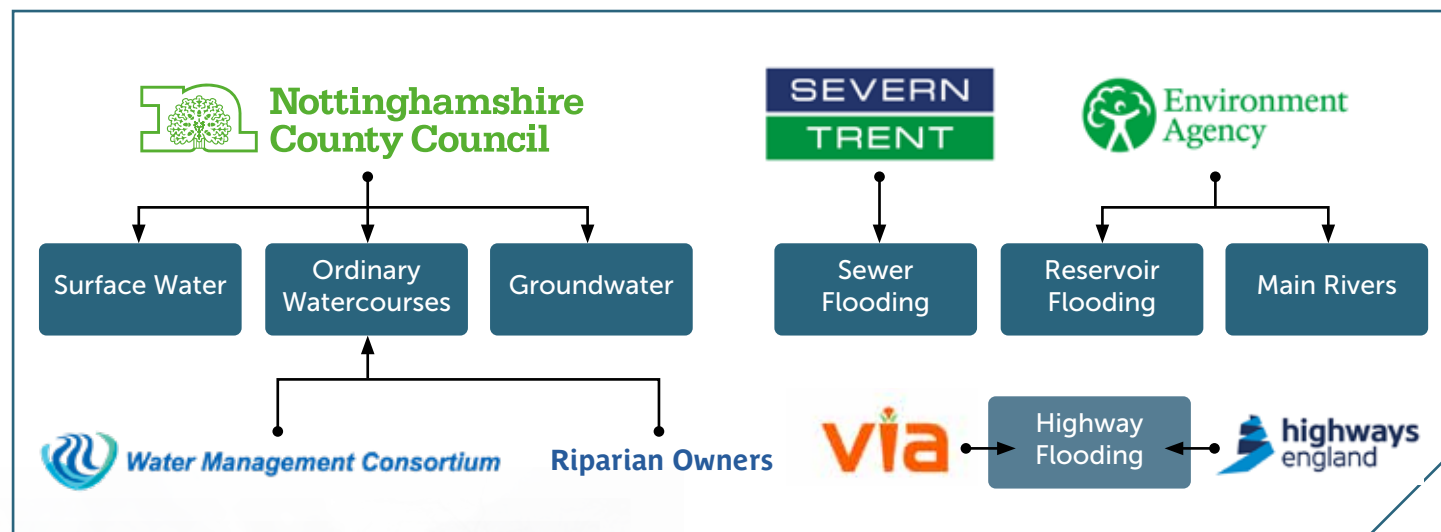 Nottinghamshire
County Council
SEVERN
TRENT
Environment
Agency
Surface Water
Ordinary
Watercourses
Groundwater
Sewer
Flooding
Reservoir
Flooding
Main Rivers
Water Management Consortium
Riparian Owners
via
Highway
Flooding
highways
england